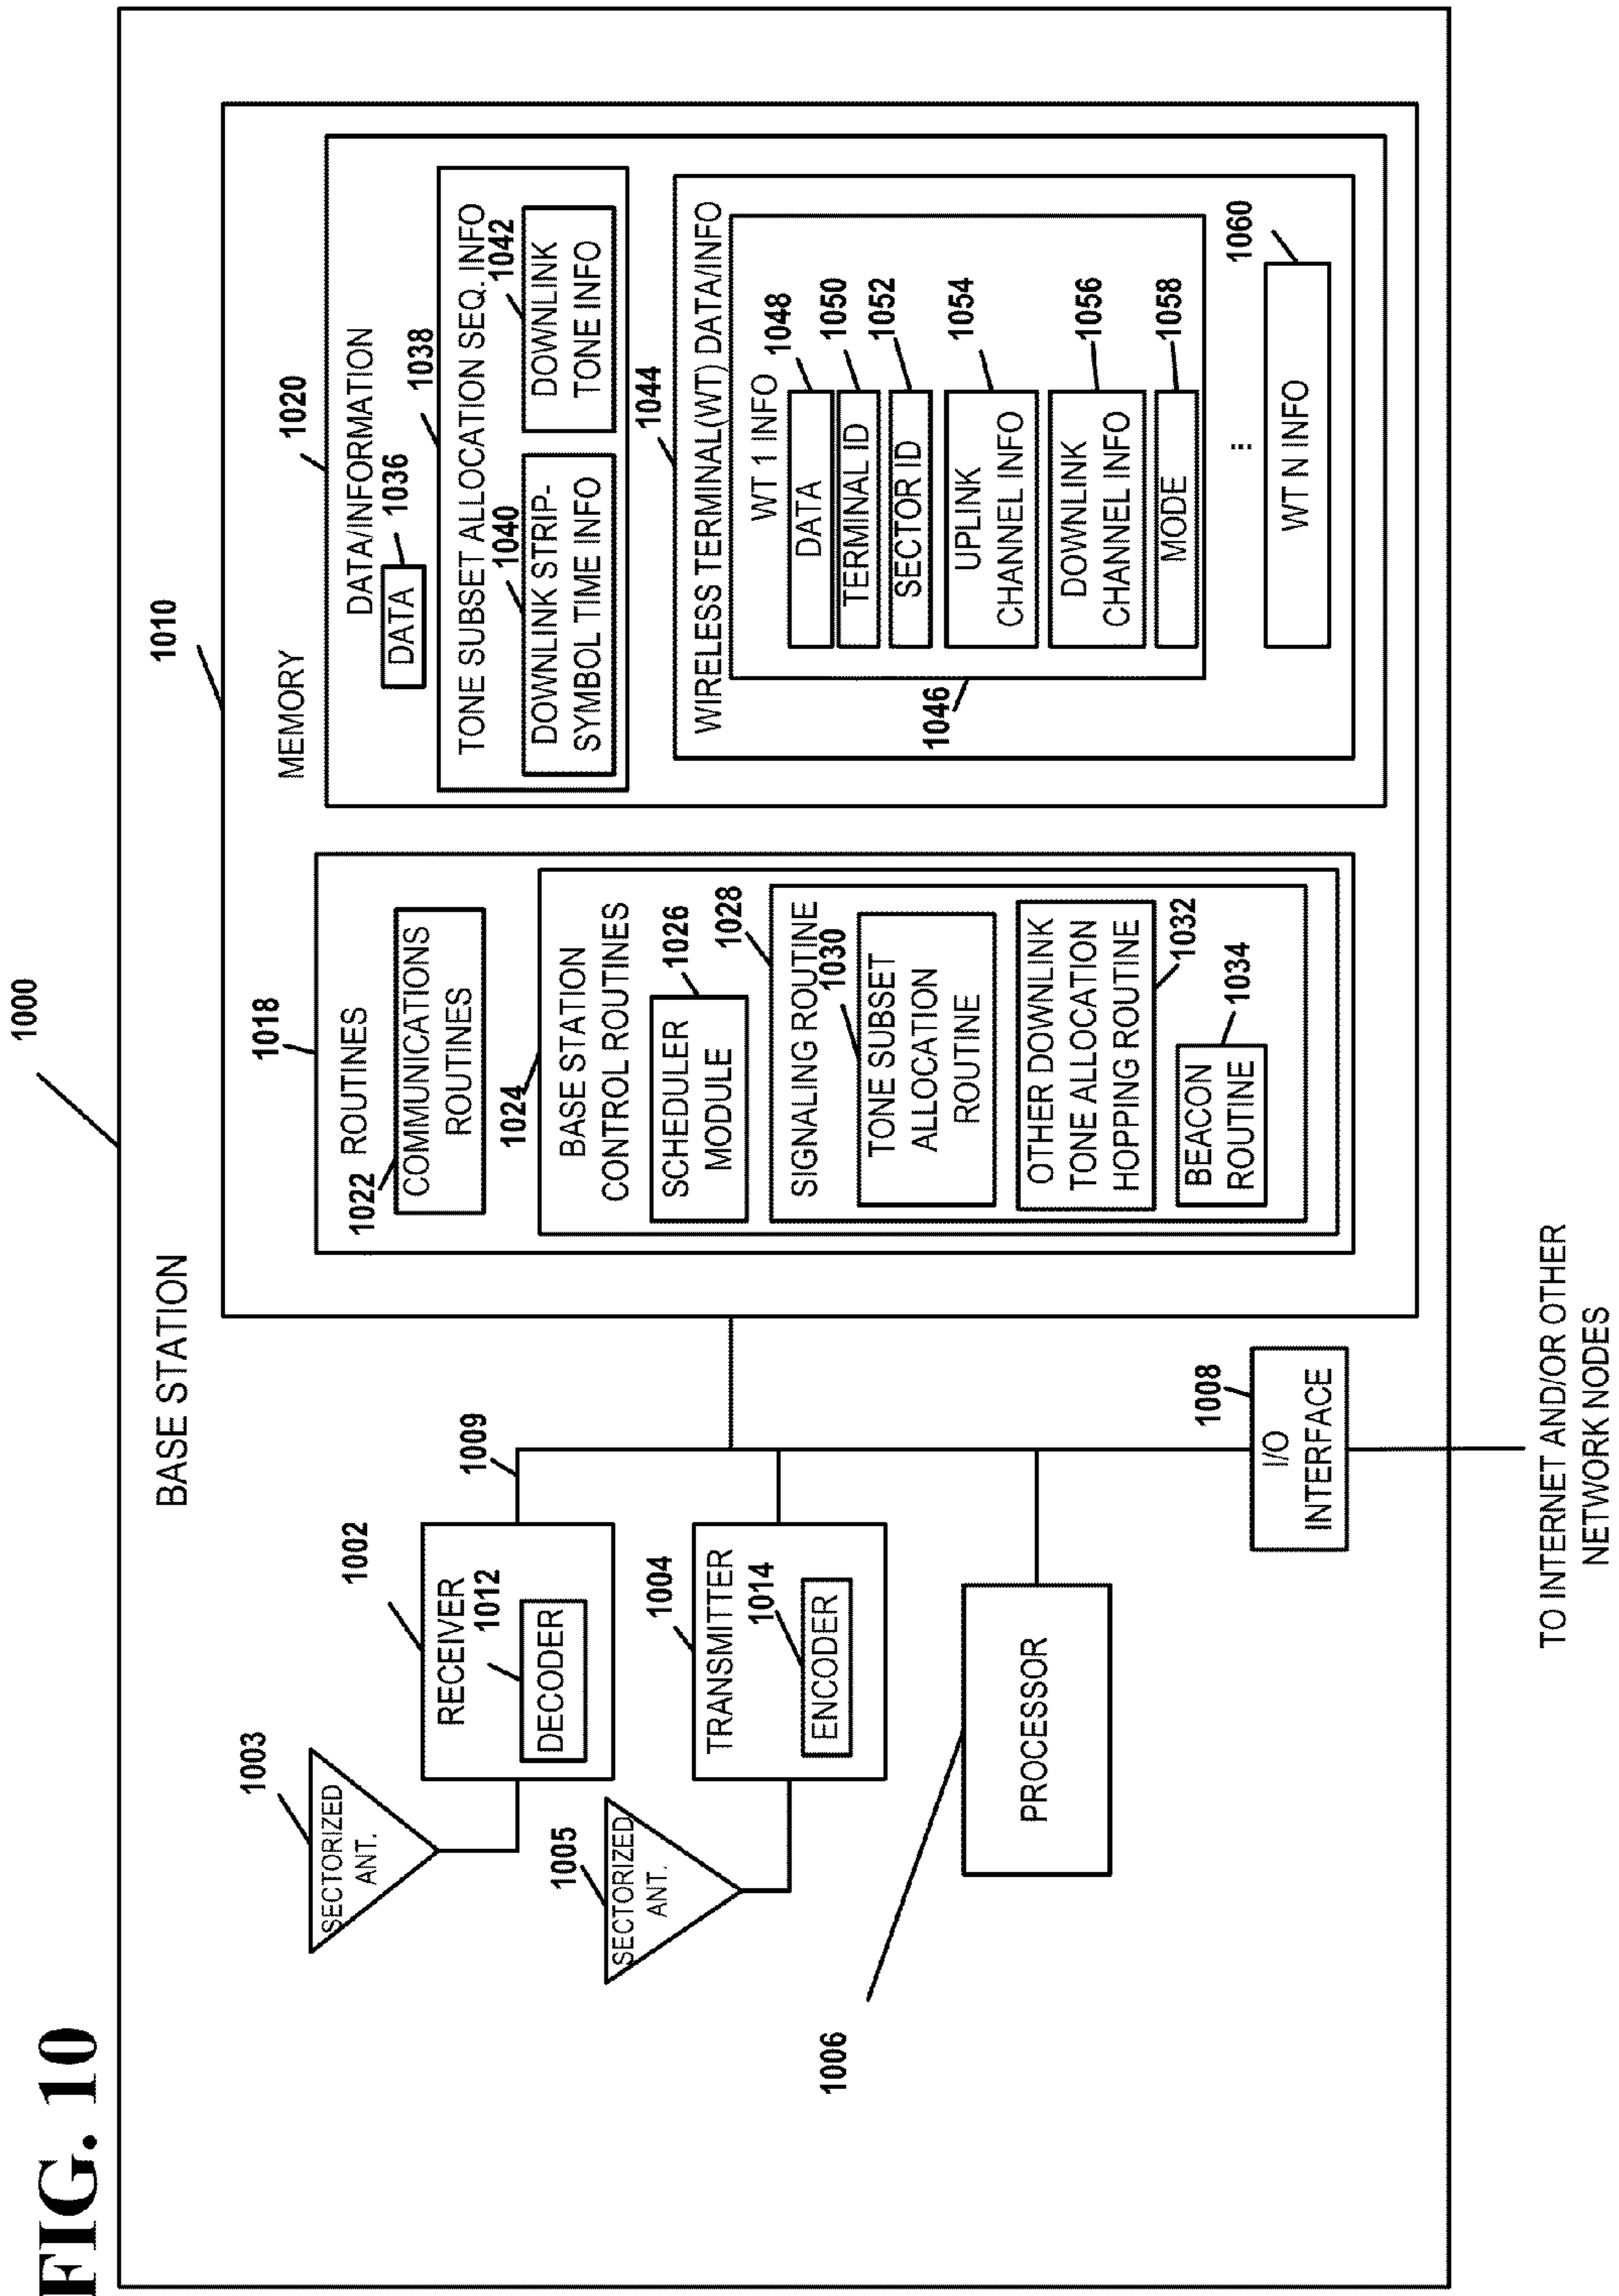 FIG. 10
1000
BASE STATION
1003
SECTORIZED
ANT.
1002
RECEIVER
1012
DECODER
1009
1005
SECTORIZED
ANT.
1004
TRANSMITTER
1014
ENCODER
1006
PROCESSOR
1008
I/O
INTERFACE
TO INTERNET AND/OR OTHER
NETWORK NODES
1010
MEMORY
1018
ROUTINES
1022
COMMUNICATIONS
ROUTINES
1024
BASE STATION
CONTROL ROUTINES
SCHEDULER
MODULE
1026
1028
SIGNALING ROUTINE
1030
TONE SUBSET
ALLOCATION
ROUTINE
OTHER DOWNLINK
TONE ALLOCATION
HOPPING ROUTINE
1032
BEACON
ROUTINE
1034
1020
DATA/INFORMATION
DATA
1036
1038
TONE SUBSET ALLOCATION SEQ. INFO
1040
DOWNLINK STRIP-
SYMBOL TIME INFO
1042
DOWNLINK
TONE INFO
1044
WIRELESS TERMINAL(WT) DATA/INFO
1046
WT 1 INFO
DATA
1048
TERMINAL ID
1050
SECTOR ID
1052
UPLINK
CHANNEL INFO
1054
DOWNLINK
CHANNEL INFO
1056
MODE
1058
...
WT N INFO
1060